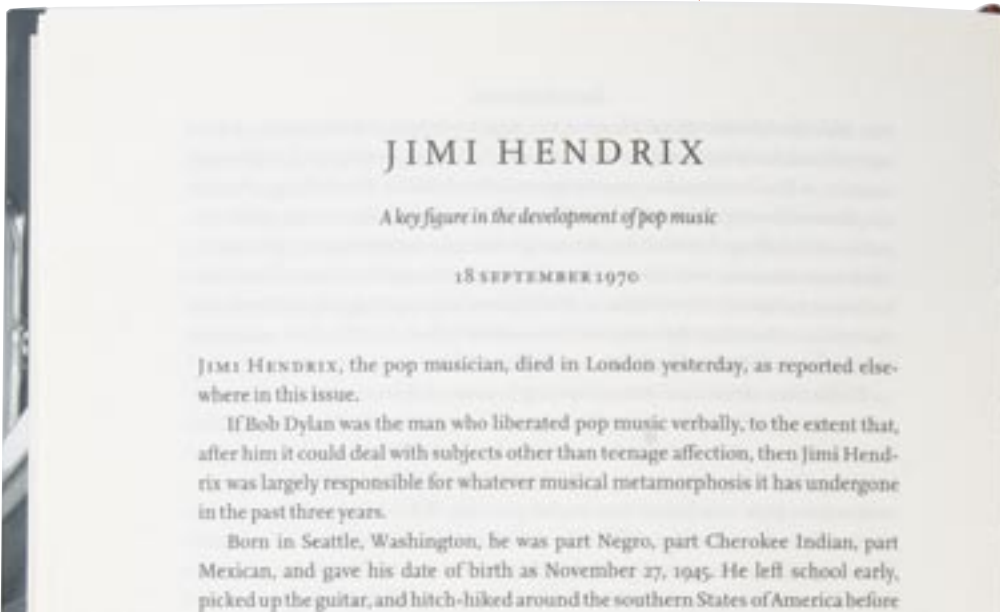 JIMI HENDRIX
A key figure in the development of pop music
18 SEPTEMBER 1970
JIMI HENDRIX, the pop musician, died in London yesterday, as reported else-
where in this issue.
If Bob Dylan was the man who liberated pop music verbally, to the extent that,
after him it could deal with subjects other than teenage affection, then Jimi Hend-
rix was largely responsible for whatever musical metamorphosis it has undergone
in the past three years.
Born in Seattle, Washington, he was part Negro, part Cherokee Indian, part
Mexican, and gave his date of birth as November 27, 1945. He left school early,
picked up the guitar, and hitch-hiked around the southern States of America before